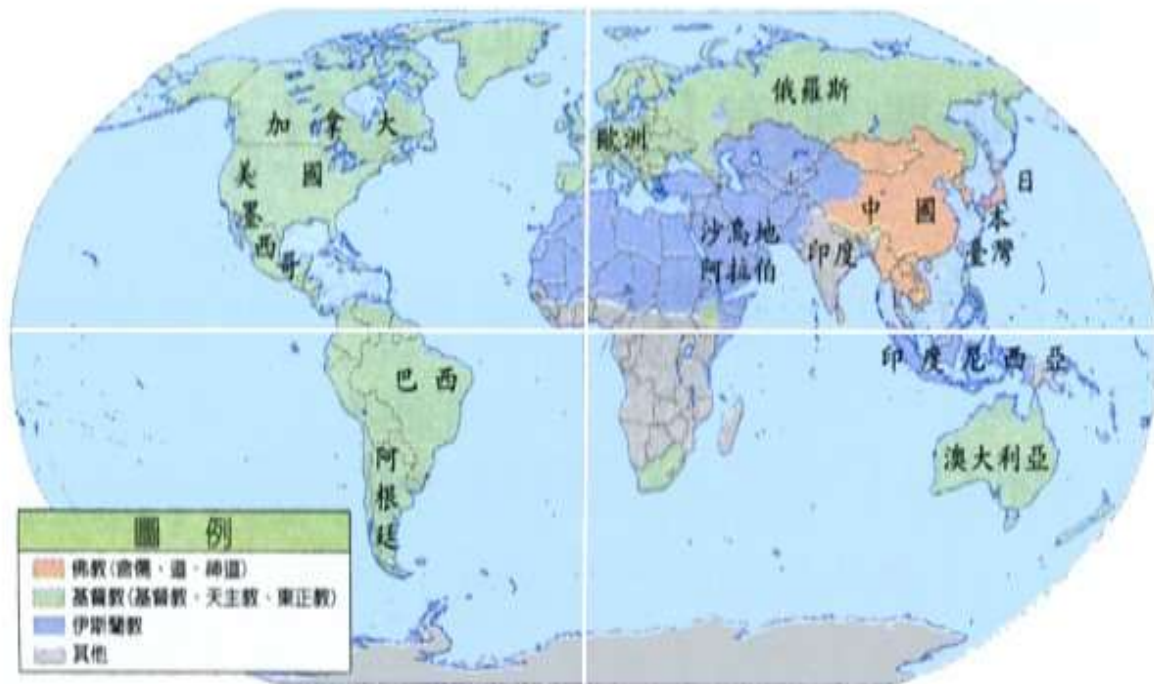 俄羅斯
加拿大
歐洲
美國
日本
墨西哥
中國
沙烏地
阿拉伯
印度
臺灣
印度尼西亞
巴西
澳大利亞
阿根廷
圖例
佛教(含儒、道、神道)
基督教(基督教、天主教、東正教)
伊斯蘭教
其他